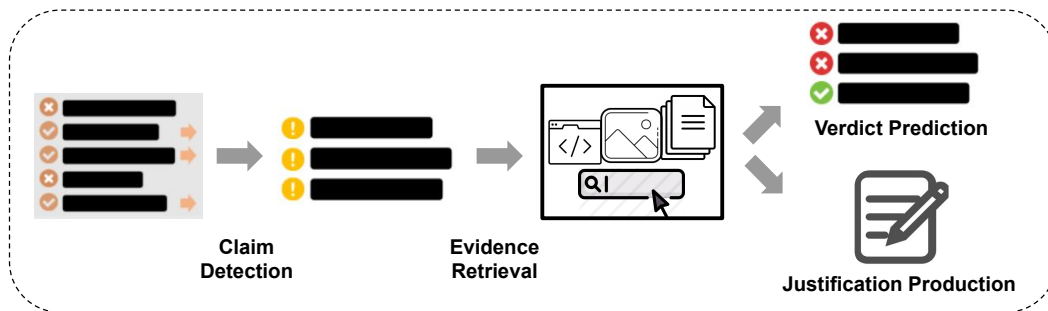 Claim
Detection
Evidence
Retrieval
</>
Verdict Prediction
Justification Production